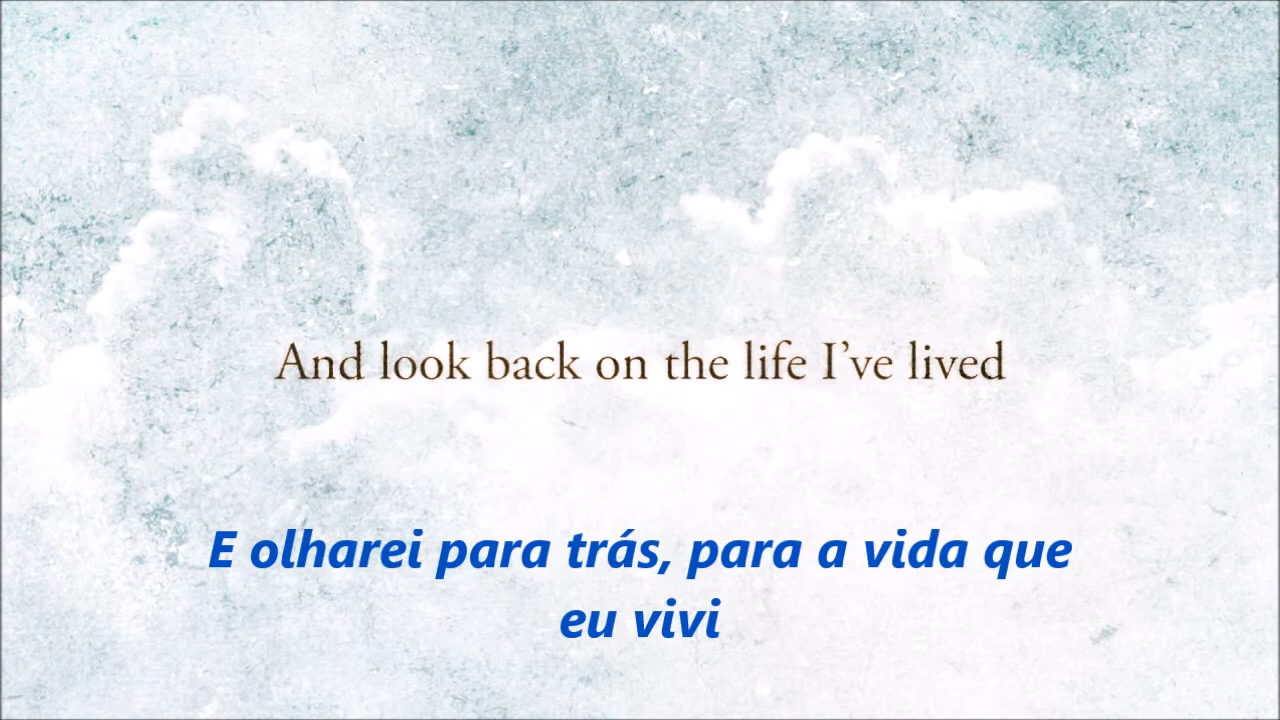 And look back on the life I've lived
E olharei para trás, para a vida que
eu vivi